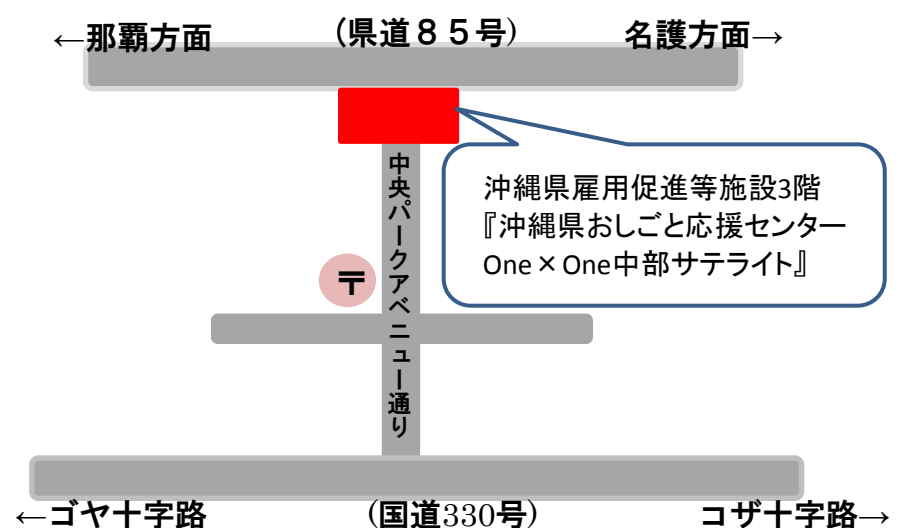 ←那覇方面 (県道８５号) 名護方面→
沖縄県雇用促進等施設3階
『沖縄県おしごと応援センター
One×One中部サテライト』
中央パークアベニュー通り
〒
←ゴヤ十字路 (国道330号) コザ十字路→